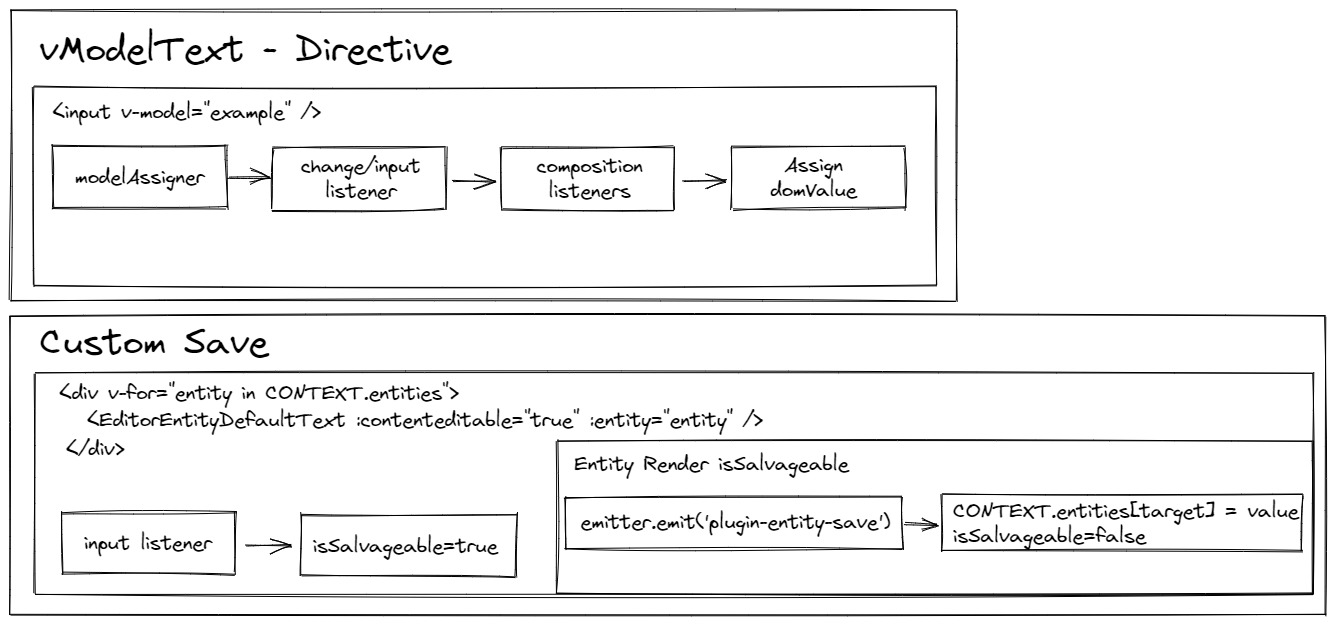 vModelText - Directive
<input v-model="example" />
modelAssigner
change/input
listener
composition
listeners
Assign
domValue
Custom Save
<div v-for="entity in CONTEXT.entities">
<EditorEntityDefaultText :contenteditable="true" :entity="entity" />
</div>
Entity Render isSalvageable
emitter.emit('plugin-entity-save')
CONTEXT.entities[target] = value
isSalvageable=false
input listener
isSalvageable=true